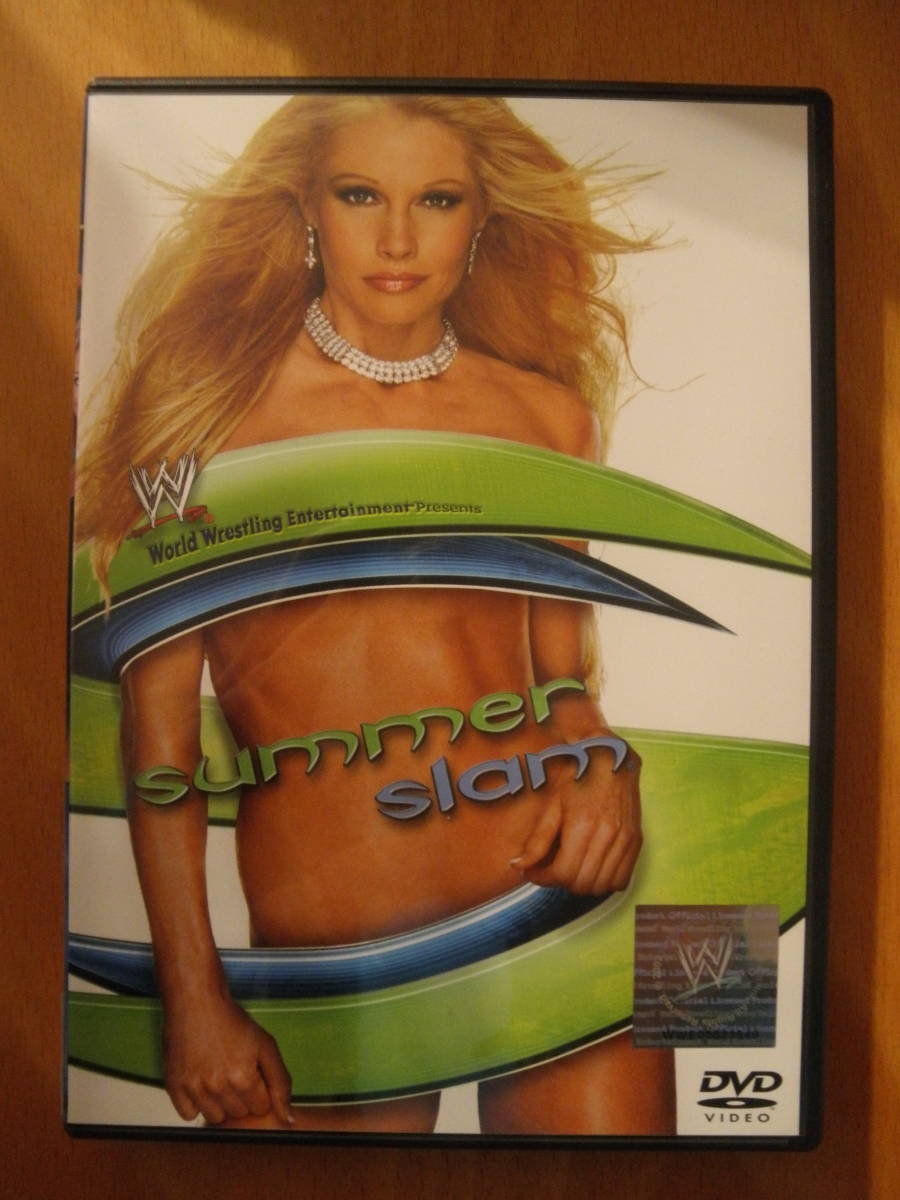 W
World Wrestling Entertainment Presents
summer
slam
W
DVD
VIDEO